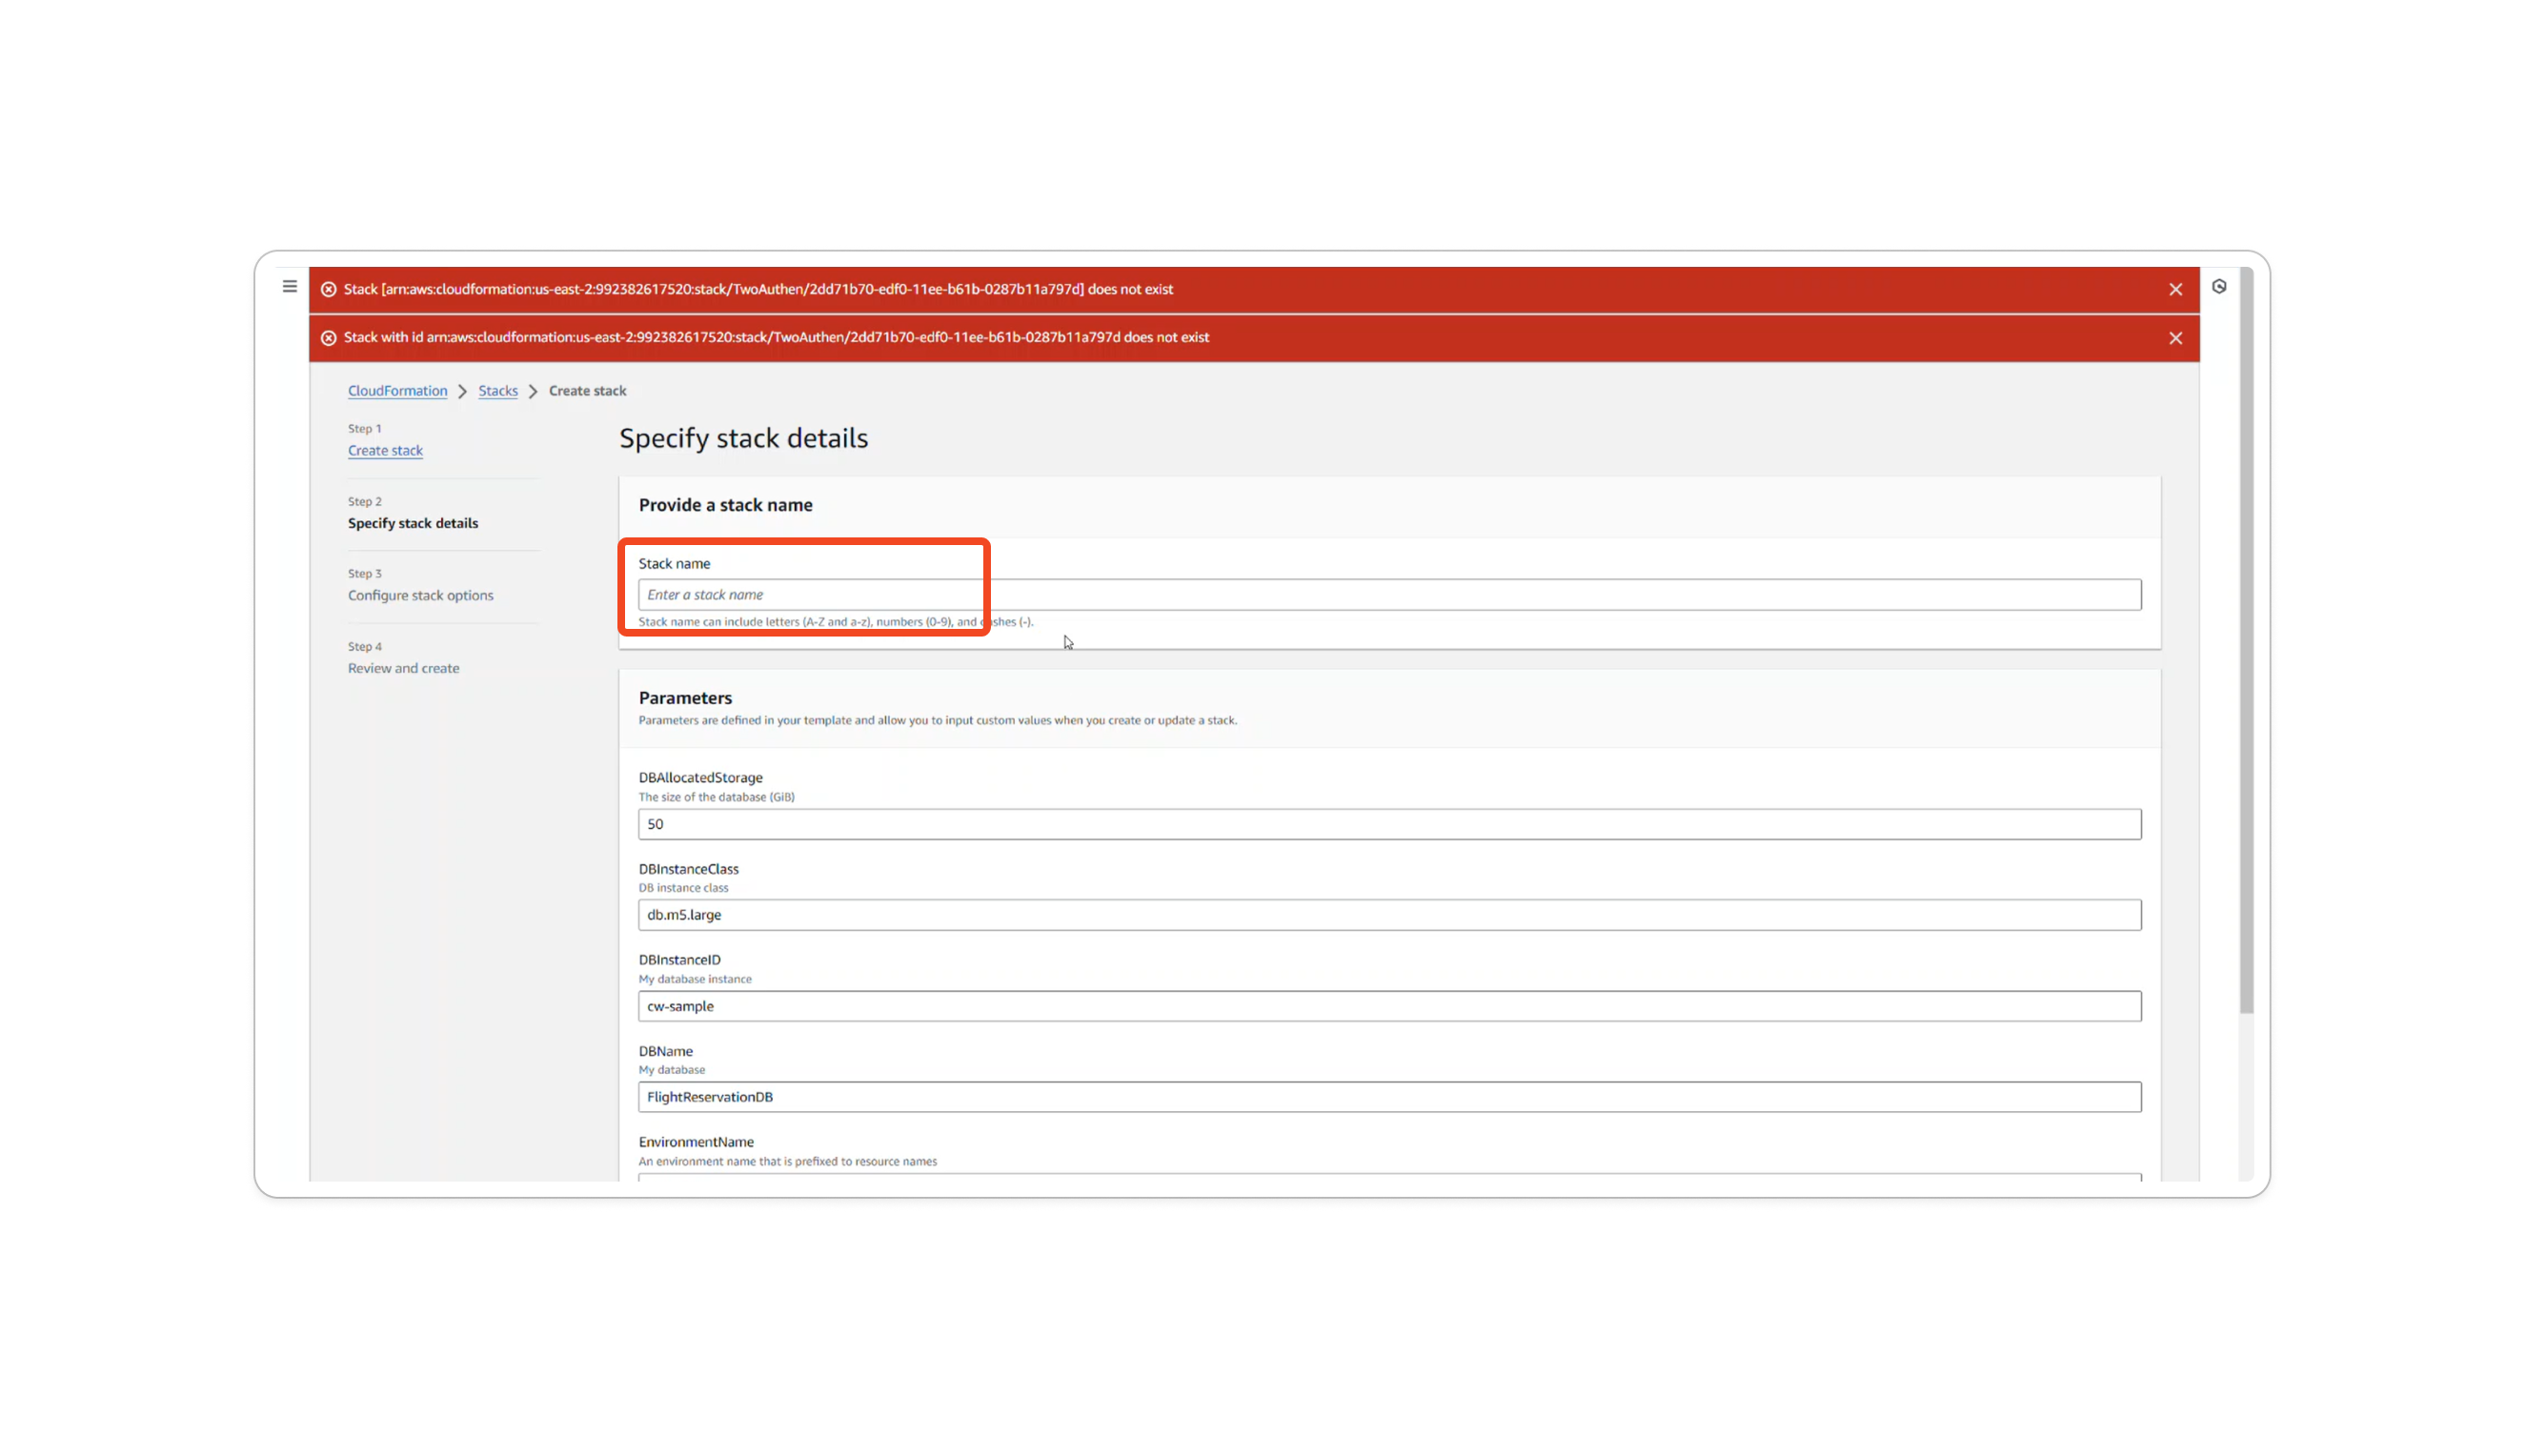 Stack [arn:aws:cloudformation:us-east-2:992382617520:stack/TwoAuthen/2dd71b70-edf0-11ee-b61b-0287b11a797d] does not exist
Stack with id arn:aws:cloudformation:us-east-2:992382617520:stack/TwoAuthen/2dd71b70-edf0-11ee-b61b-0287b11a797d does not exist
CloudFormation > Stacks > Create stack
Step 1
Create stack
Step 2
Specify stack details
Step 3
Configure stack options
Step 4
Review and create
Specify stack details
Provide a stack name
Stack name
Enter a stack name
Stack name can include letters (A-Z and a-z), numbers (0-9), and dashes (-).
Parameters
Parameters are defined in your template and allow you to input custom values when you create or update a stack.
DBAllocatedStorage
The size of the database (GiB)
50
DBInstanceClass
DB instance class
db.m5.large
DBInstanceID
My database instance
cw-sample
DBName
My database
FlightReservationDB
EnvironmentName
An environment name that is prefixed to resource names